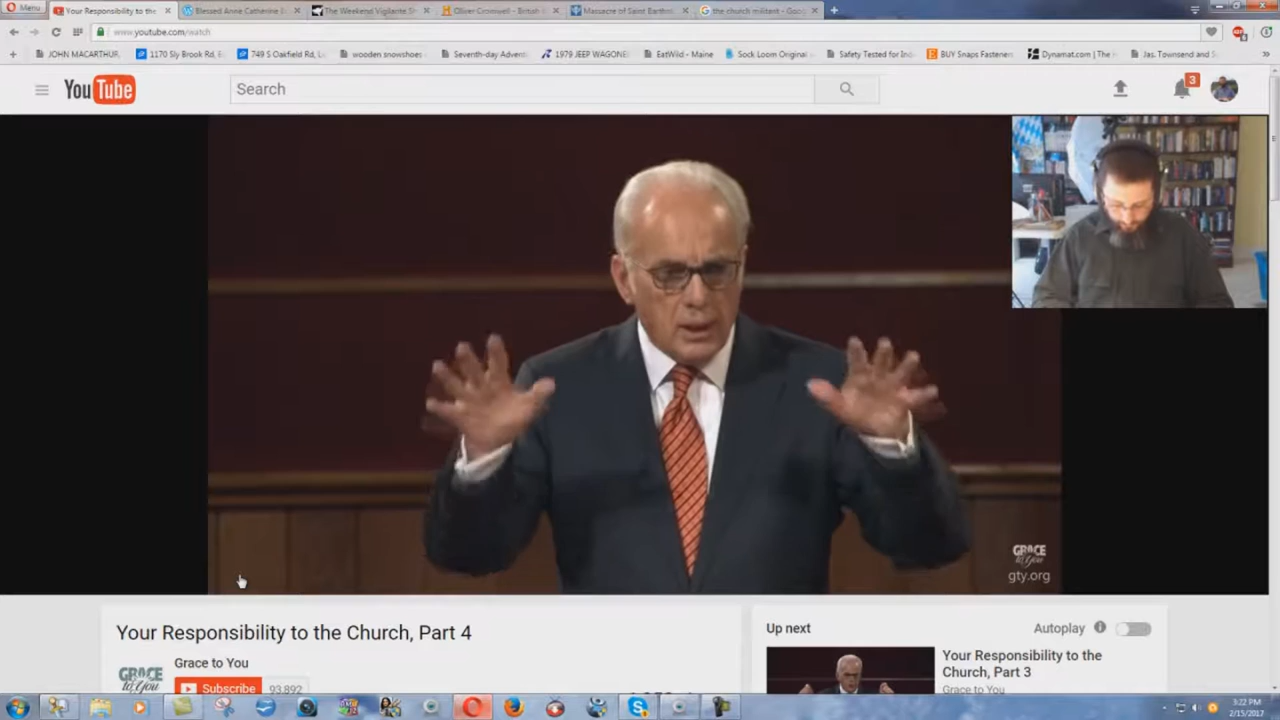 Menu
Your Responsibility to the
Blessed Anne Catherine E
The Weekend Vigilante Sh
Oliver Cromwell - British
Massacre of Saint Barth
the church militant - Goog
www.youtube.com/watch
JOHN MACARTHUR,
1170 Sly Brook Rd, E
749 S Oakfield Rd, L
wooden snowshoes
Seventh-day Adven
1979 JEEP WAGONE
EatWild - Maine
Sock Loom Original
Safety Tested for In
BUY Snaps Fasteners
Dynamat.com | The
Jas. Townsend and S
YouTube
Search
3
GRACE
to You
gty.org
Your Responsibility to the Church, Part 4
GRACE
to You
Grace to You
Subscribe 93,892
Up next
Autoplay
Your Responsibility to the
Church, Part 3
Grace to You
3:22 PM
2/15/2017